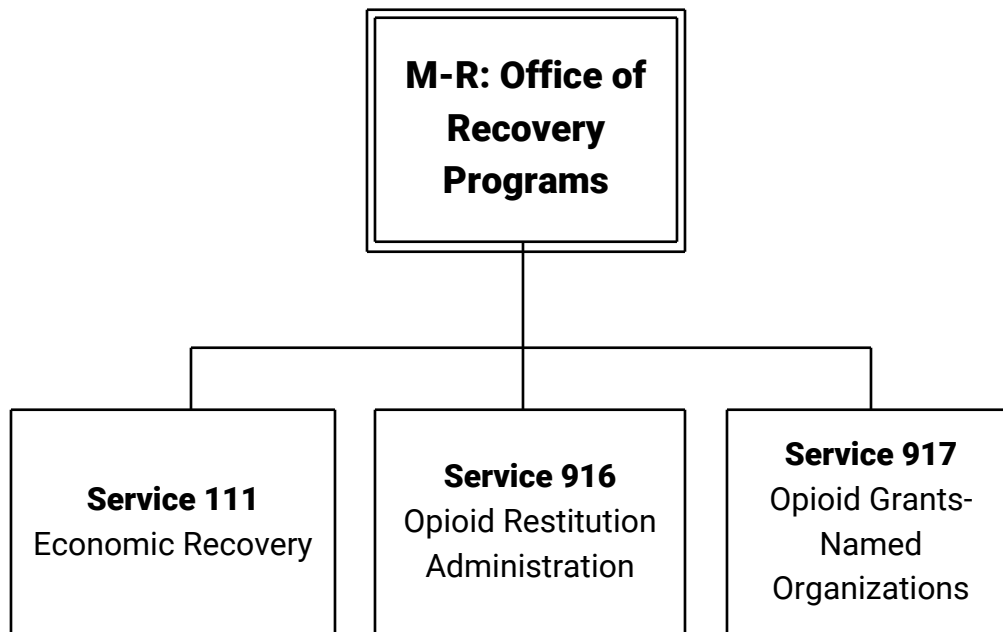 M-R: Office of
Recovery
Programs
Service 111
Economic Recovery
Service 916
Opioid Restitution
Administration
Service 917
Opioid Grants-
Named
Organizations